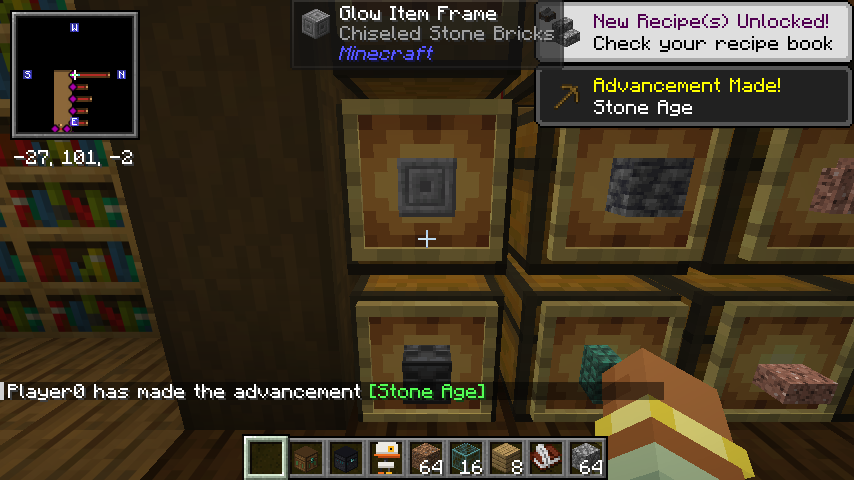 Glow Item Frame
Chiseled Stone Bricks
Minecraft
New Recipe(s) Unlocked!
Check your recipe book
Advancement Made!
Stone Age
W
S
N
E
-27, 101, -2
Player0 has made the advancement [Stone Age]
64
16
8
64